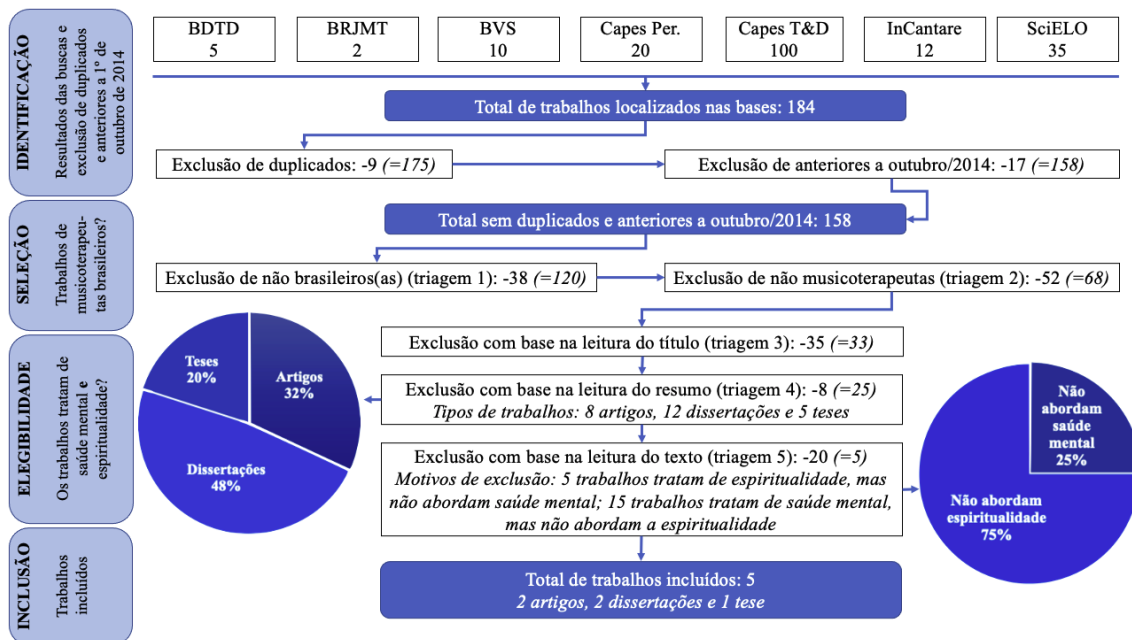 IDENTIFICAÇÃO
Resultados das buscas e
exclusão de duplicados
e anteriores a 1º de
outubro de 2014
BDTD
5
BRJMT
2
BVS
10
Capes Per.
20
Capes T&D
100
InCantare
12
SciELO
35
Total de trabalhos localizados nas bases: 184
Exclusão de duplicados: -9 (=175)
Exclusão de anteriores a outubro/2014: -17 (=158)
SELEÇÃO
Trabalhos de
musicoterapeu-
tas brasileiros?
Total sem duplicados e anteriores a outubro/2014: 158
Exclusão de não brasileiros(as) (triagem 1): -38 (=120)
Exclusão de não musicoterapeutas (triagem 2): -52 (=68)
ELEGIBILIDADE
Os trabalhos tratam de
saúde mental e
espiritualidade?
Exclusão com base na leitura do título (triagem 3): -35 (=33)
Exclusão com base na leitura do resumo (triagem 4): -8 (=25)
Tipos de trabalhos: 8 artigos, 12 dissertações e 5 teses
Teses
20%
Artigos
32%
Dissertações
48%
Exclusão com base na leitura do texto (triagem 5): -20 (=5)
Motivos de exclusão: 5 trabalhos tratam de espiritualidade, mas
não abordam saúde mental; 15 trabalhos tratam de saúde mental,
mas não abordam a espiritualidade
Não
abordam
saúde
mental
25%
Não abordam
espiritualidade
75%
INCLUSÃO
Trabalhos
incluídos
Total de trabalhos incluídos: 5
2 artigos, 2 dissertações e 1 tese